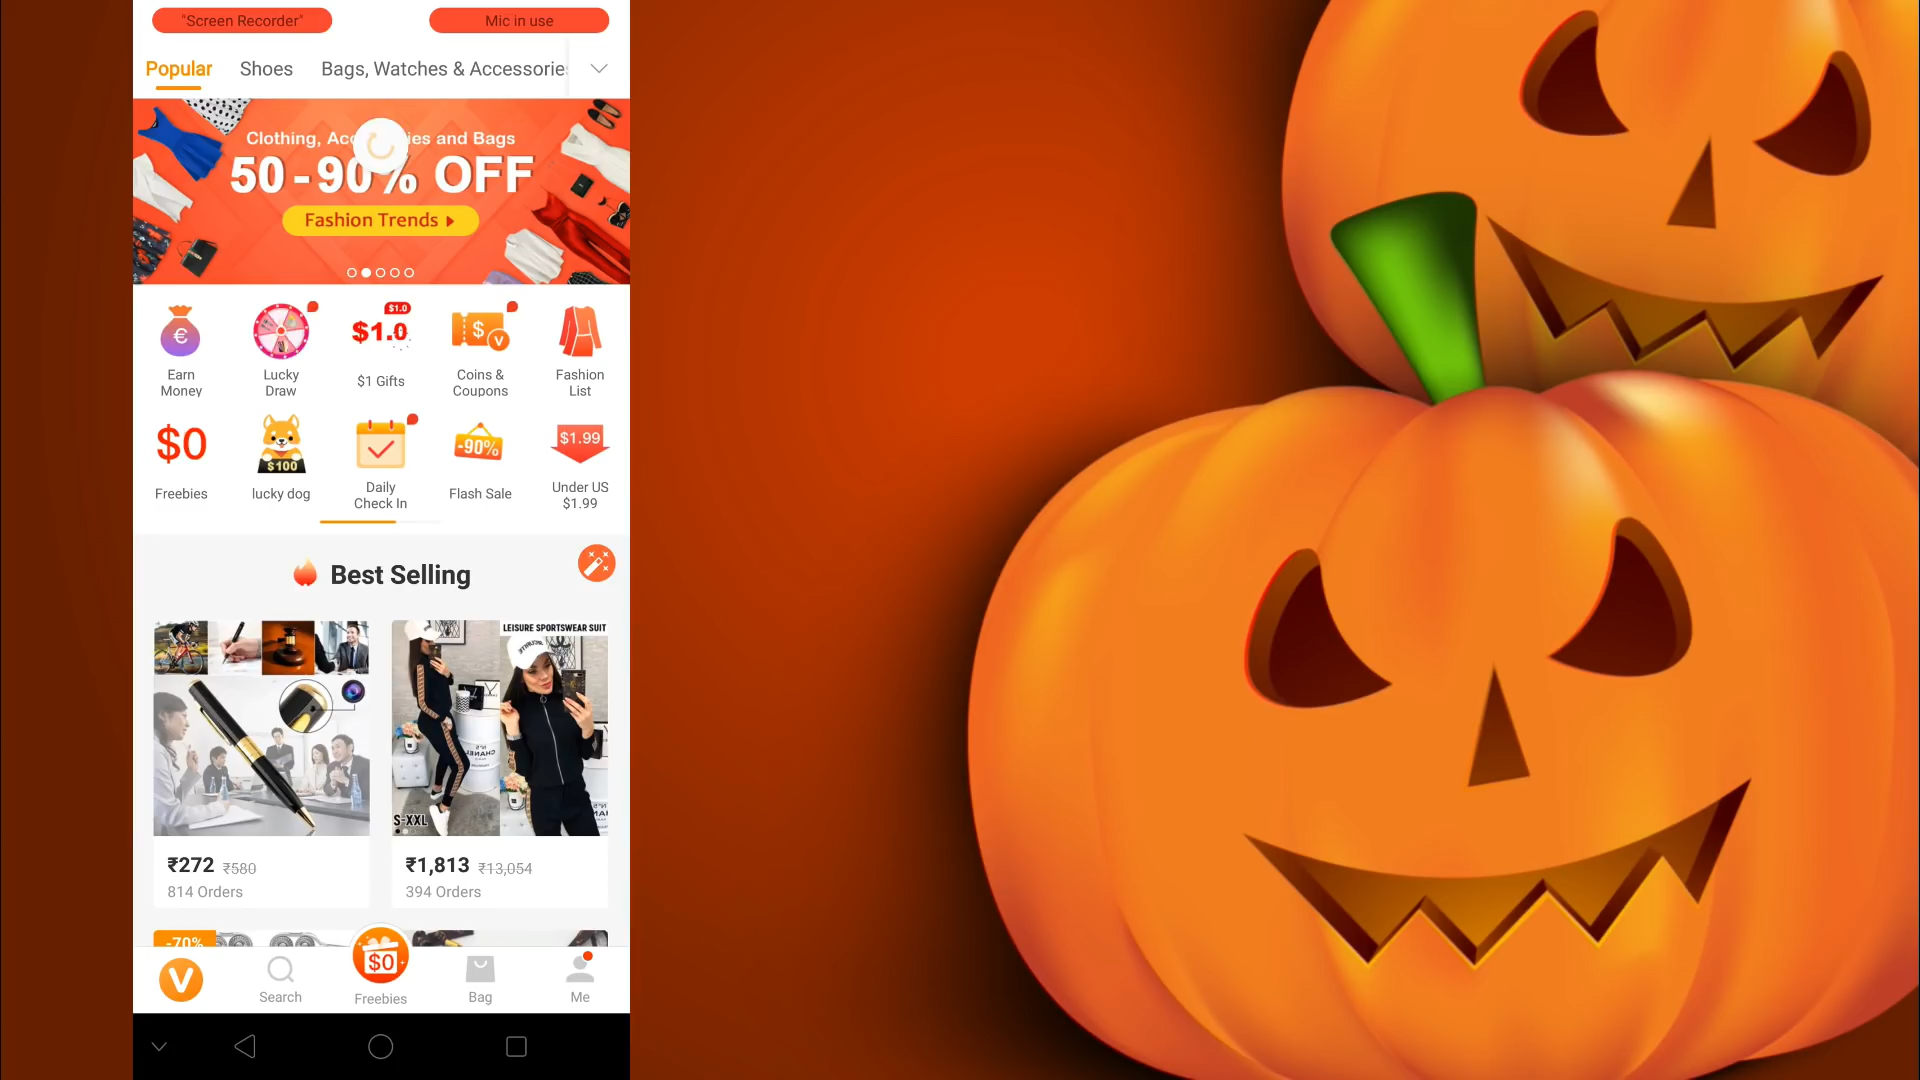 "Screen Recorder" Mic in use
Popular Shoes Bags, Watches & Accessorie
Clothing, Acc ies and Bags
50-90% OFF
Fashion Trends
$1.0
€ $1.0 $ V
Earn Money
Lucky Draw
$1 Gifts
Coins & Coupons
Fashion List
$0 $100 -90% $1.99
Freebies
lucky dog
Daily Check In
Flash Sale
Under US $1.99
Best Selling
LEISURE SPORTSWEAR SUIT
S-XXL
₹272 ₹580
814 Orders
₹1,813 ₹13,054
394 Orders
-70%
V $0
Search Freebies Bag Me